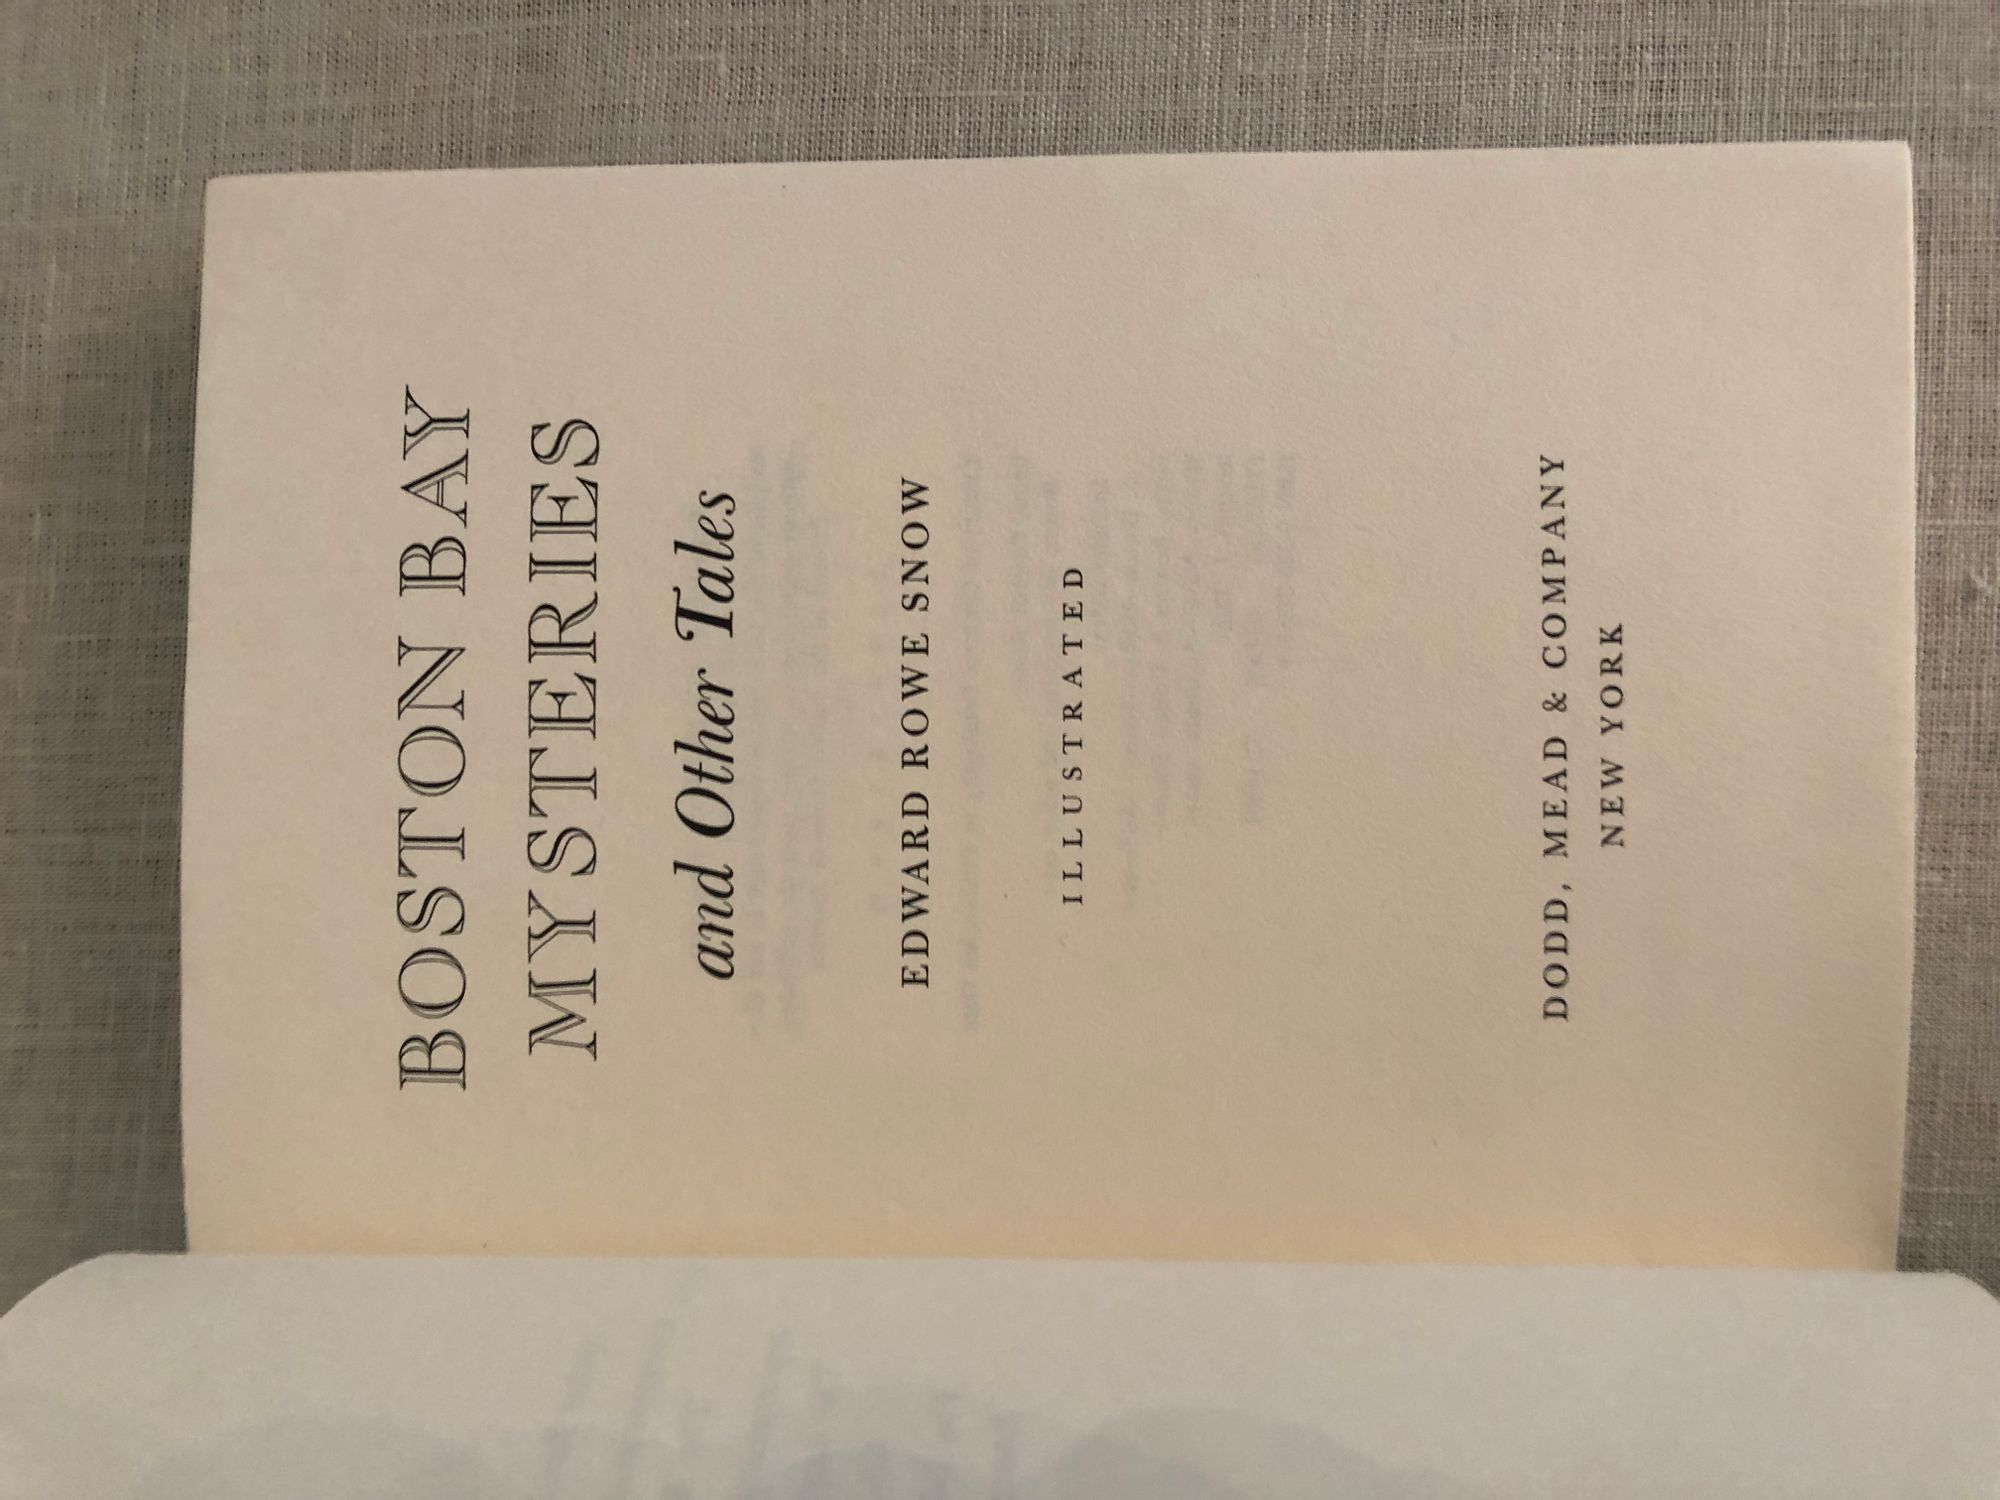 BOSTON BAY
MYSTERIES
and Other Tales
EDWARD ROWE SNOW
ILLUSTRATED
DODD, MEAD & COMPANY
NEW YORK